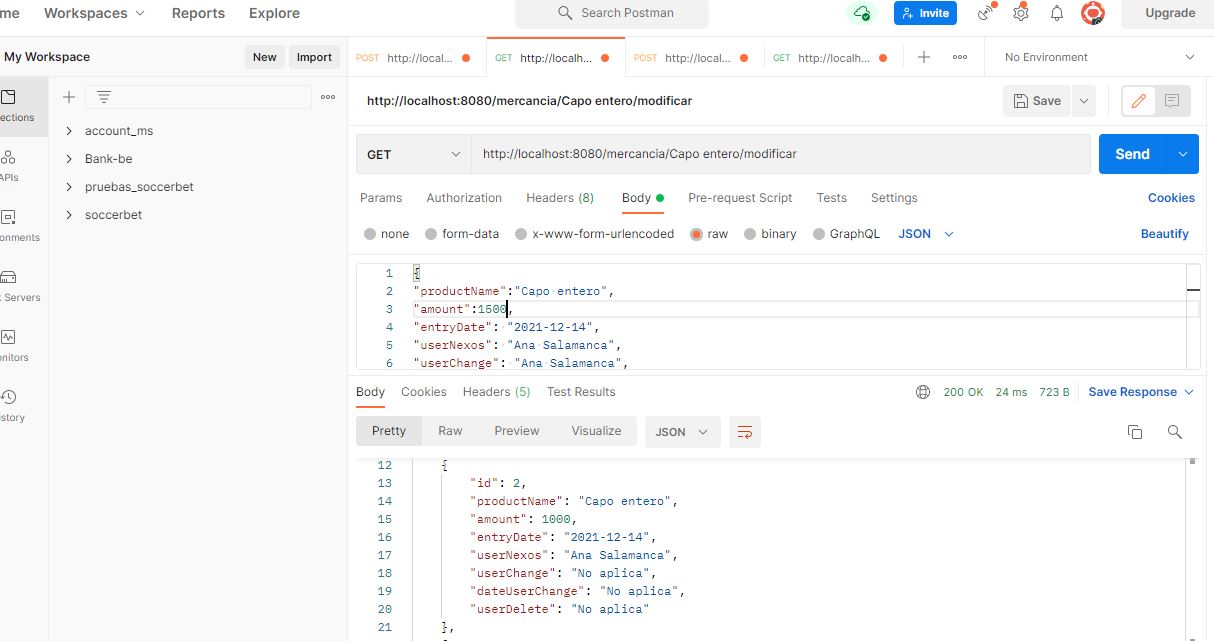 me Workspaces Reports Explore Search Postman Invite Upgrade
My Workspace New Import POST http://local... GET http://localh... POST http://local... GET http://localh... No Environment
ections
account_ms
Bank-be
pruebas_soccerbet
soccerbet
APIs
onments
Servers
onitors
istory
http://localhost:8080/mercancia/Capo entero/modificar Save
GET http://localhost:8080/mercancia/Capo entero/modificar Send
Params Authorization Headers (8) Body Pre-request Script Tests Settings Cookies
none form-data x-www-form-urlencoded raw binary GraphQL JSON Beautify
1 {
2 "productName":"Capo entero",
3 "amount":1500,
4 "entryDate": "2021-12-14",
5 "userNexos": "Ana Salamanca",
6 "userChange": "Ana Salamanca",
Body Cookies Headers (5) Test Results 200 OK 24 ms 723 B Save Response
Pretty Raw Preview Visualize JSON
12 {
13 "id": 2,
14 "productName": "Capo entero",
15 "amount": 1000,
16 "entryDate": "2021-12-14",
17 "userNexos": "Ana Salamanca",
18 "userChange": "No aplica",
19 "dateUserChange": "No aplica",
20 "userDelete": "No aplica"
21 },